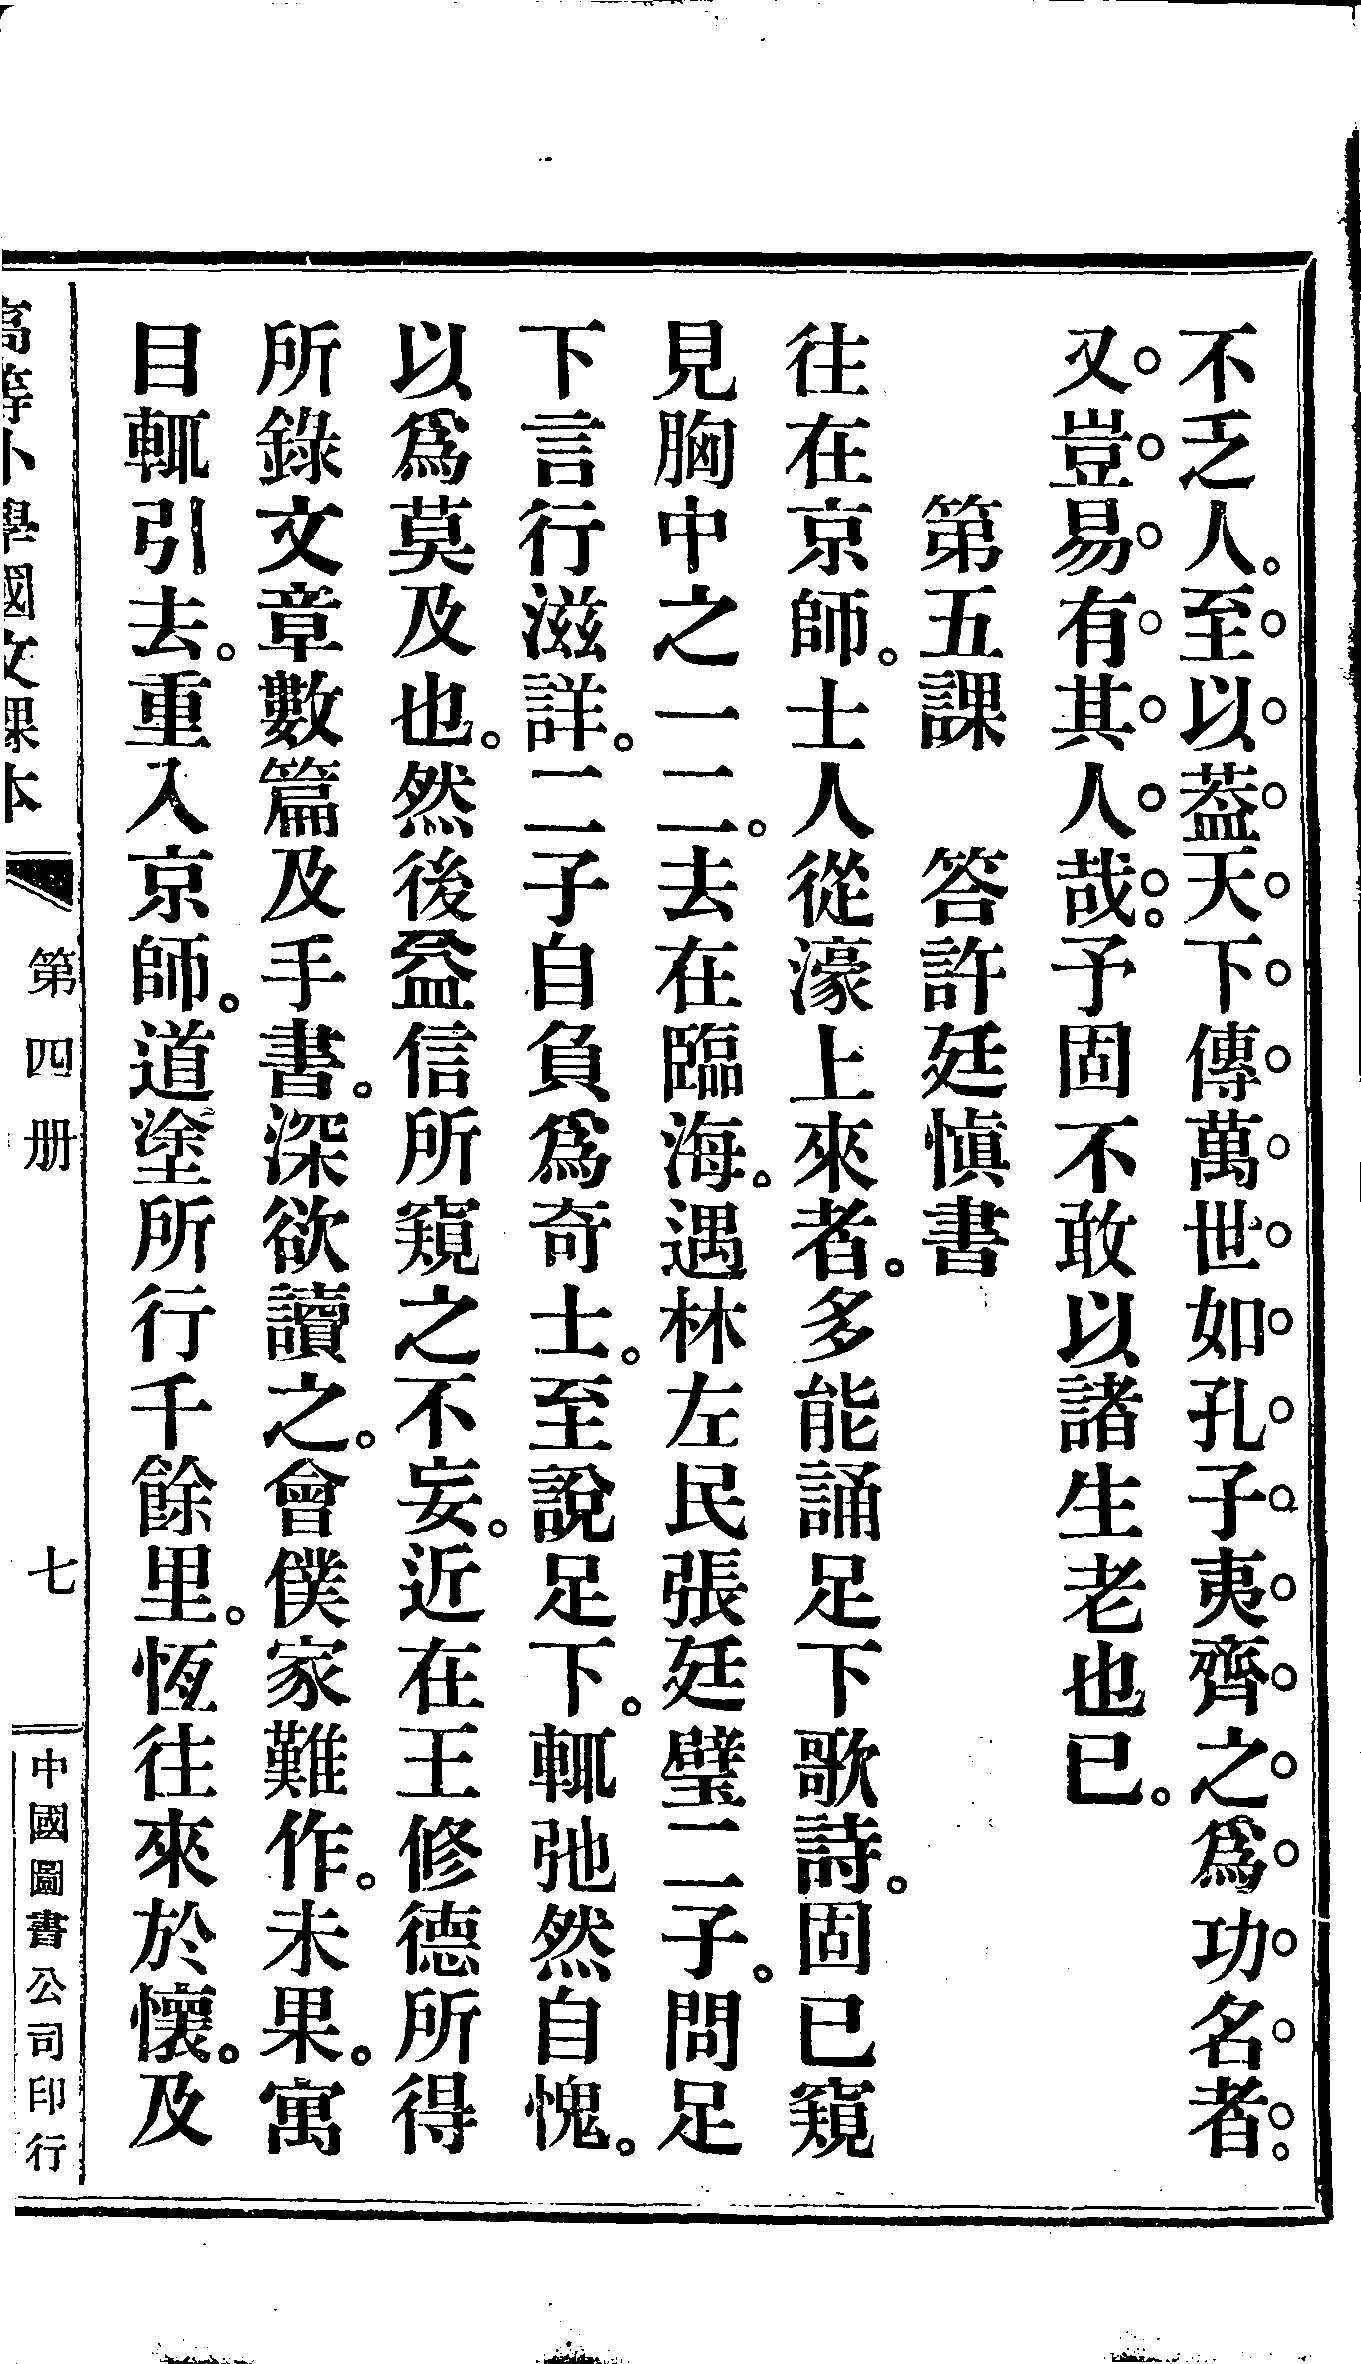 不乏人。至以葢天下傳萬世如孔子夷齊之爲功名者。
又豈易有其人哉。予固不敢以諸生老也已。
第五課　答許廷愼書
往在京師。士人從濠上來者。多能誦足下歌詩。固已窺
見胸中之一二。去在臨海。遇林左民張廷璧二子。問足
下言行滋詳。二子自負爲奇士。至說足下。輒弛然自愧。
以爲莫及也。然後益信所窺之不妄。近在王修德所得
所錄文章數篇及手書。深欲讀之。會僕家難作。未果。寓
目輒引去。重入京師。道塗所行千餘里。恆往來於懷。及
高等小學國文課本　第四册　七　中國圖書公司印行